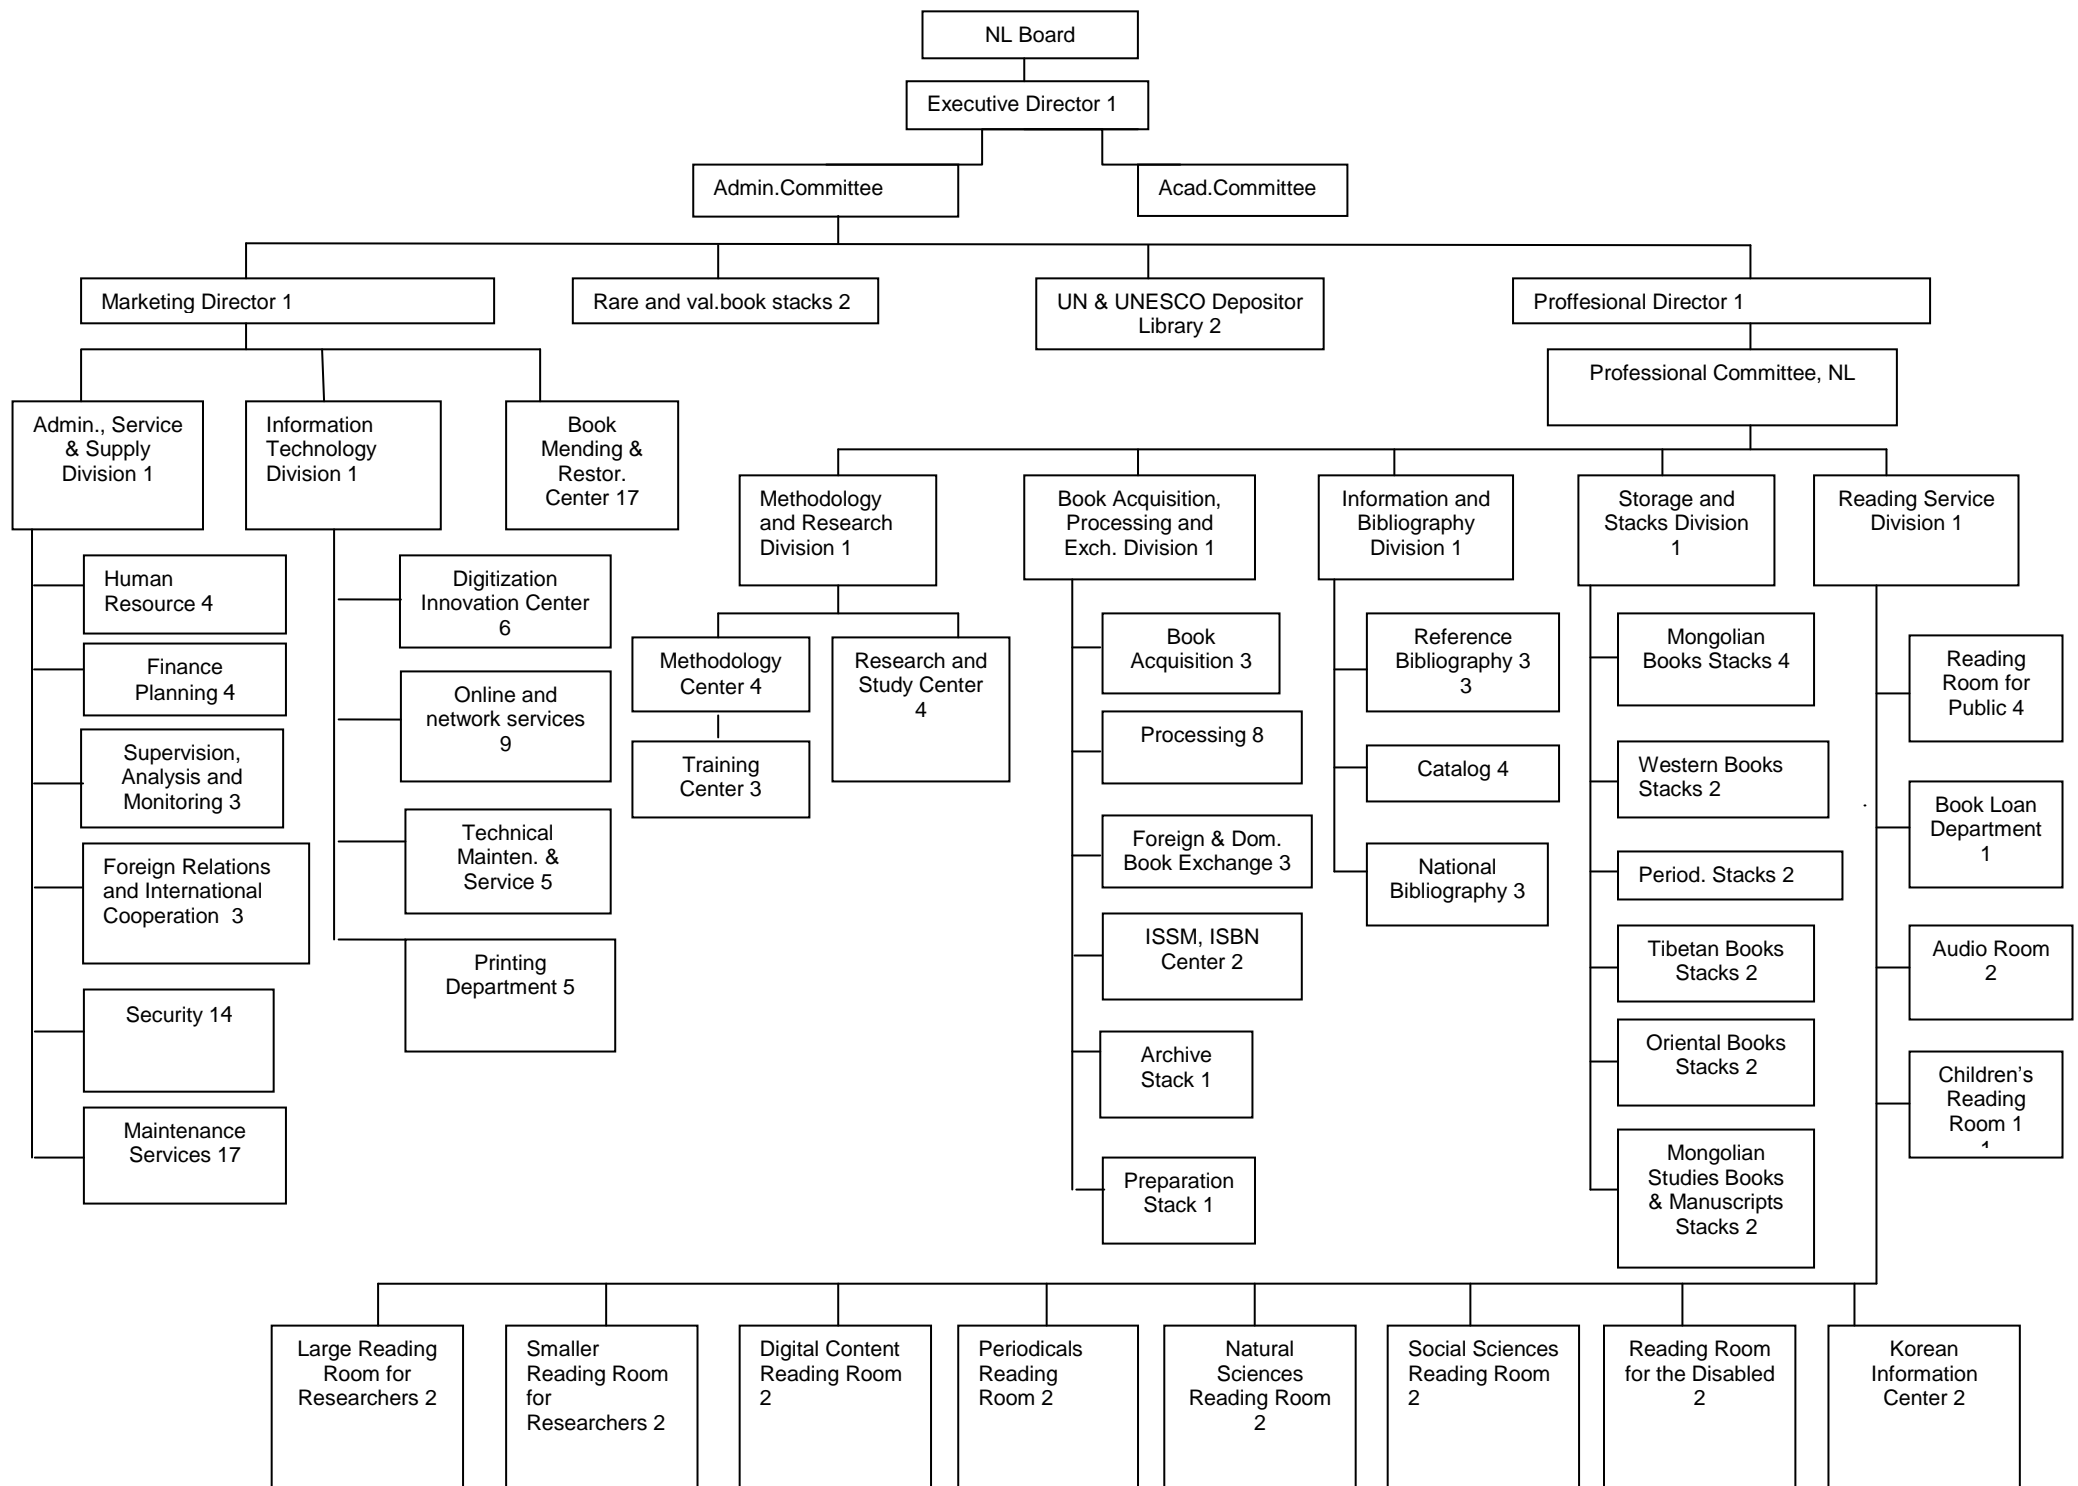 NL Board
Executive Director 1
Admin.Committee
Acad.Committee
Marketing Director 1
Rare and val.book stacks 2
UN & UNESCO Depositor
Library 2
Proffesional Director 1
Professional Committee, NL
Admin., Service
& Supply
Division 1
Information
Technology
Division 1
Book
Mending &
Restor.
Center 17
Methodology
and Research
Division 1
Book Acquisition,
Processing and
Exch. Division 1
Information and
Bibliography
Division 1
Storage and
Stacks Division
1
Reading Service
Division 1
Human
Resource 4
Finance
Planning 4
Supervision,
Analysis and
Monitoring 3
Foreign Relations
and International
Cooperation 3
Security 14
Maintenance
Services 17
Digitization
Innovation Center
6
Online and
network services
9
Technical
Mainten. &
Service 5
Printing
Department 5
Methodology
Center 4
Training
Center 3
Research and
Study Center
4
Book
Acquisition 3
Processing 8
Foreign & Dom.
Book Exchange 3
ISSM, ISBN
Center 2
Archive
Stack 1
Preparation
Stack 1
Reference
Bibliography 3
3
Catalog 4
National
Bibliography 3
Mongolian
Books Stacks 4
Western Books
Stacks 2
Period. Stacks 2
Tibetan Books
Stacks 2
Oriental Books
Stacks 2
Mongolian
Studies Books
& Manuscripts
Stacks 2
Reading
Room for
Public 4
Book Loan
Department
1
Audio Room
2
Children’s
Reading
Room 1
Large Reading
Room for
Researchers 2
Smaller
Reading Room
for
Researchers 2
Digital Content
Reading Room
2
Periodicals
Reading
Room 2
Natural
Sciences
Reading Room
2
Social Sciences
Reading Room
2
Reading Room
for the Disabled
2
Korean
Information
Center 2